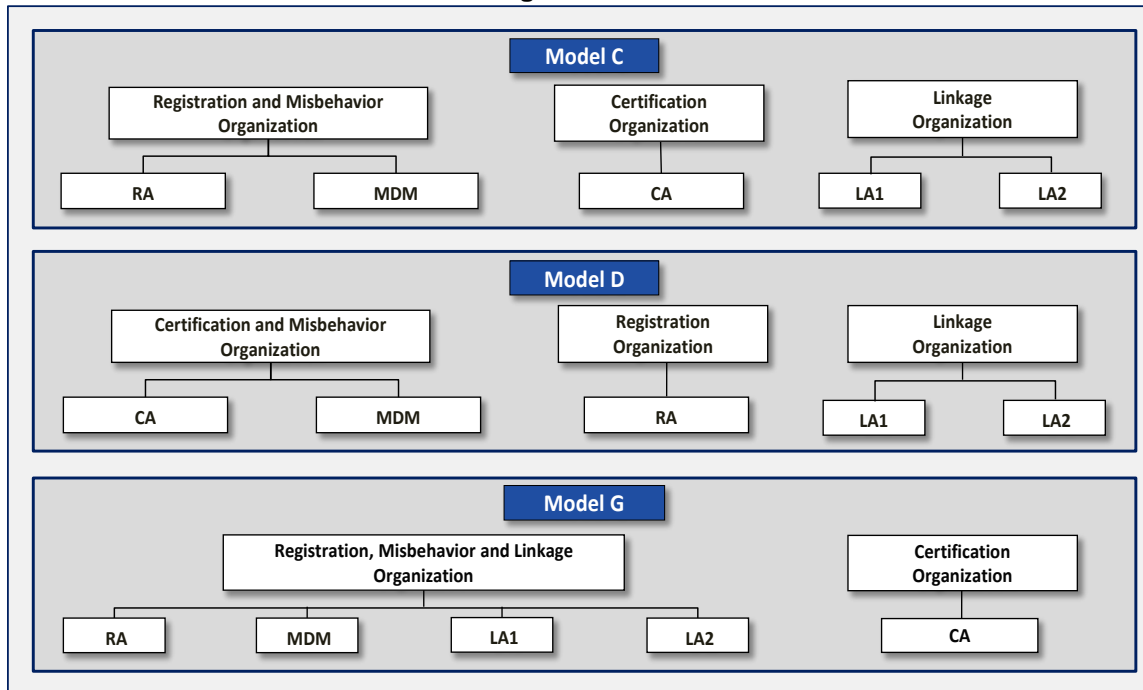 Model C
Registration and Misbehavior
Organization
Certification
Organization
Linkage
Organization
RA
MDM
CA
LA1
LA2
Model D
Certification and Misbehavior
Organization
Registration
Organization
Linkage
Organization
CA
MDM
RA
LA1
LA2
Model G
Registration, Misbehavior and Linkage
Organization
Certification
Organization
RA
MDM
LA1
LA2
CA